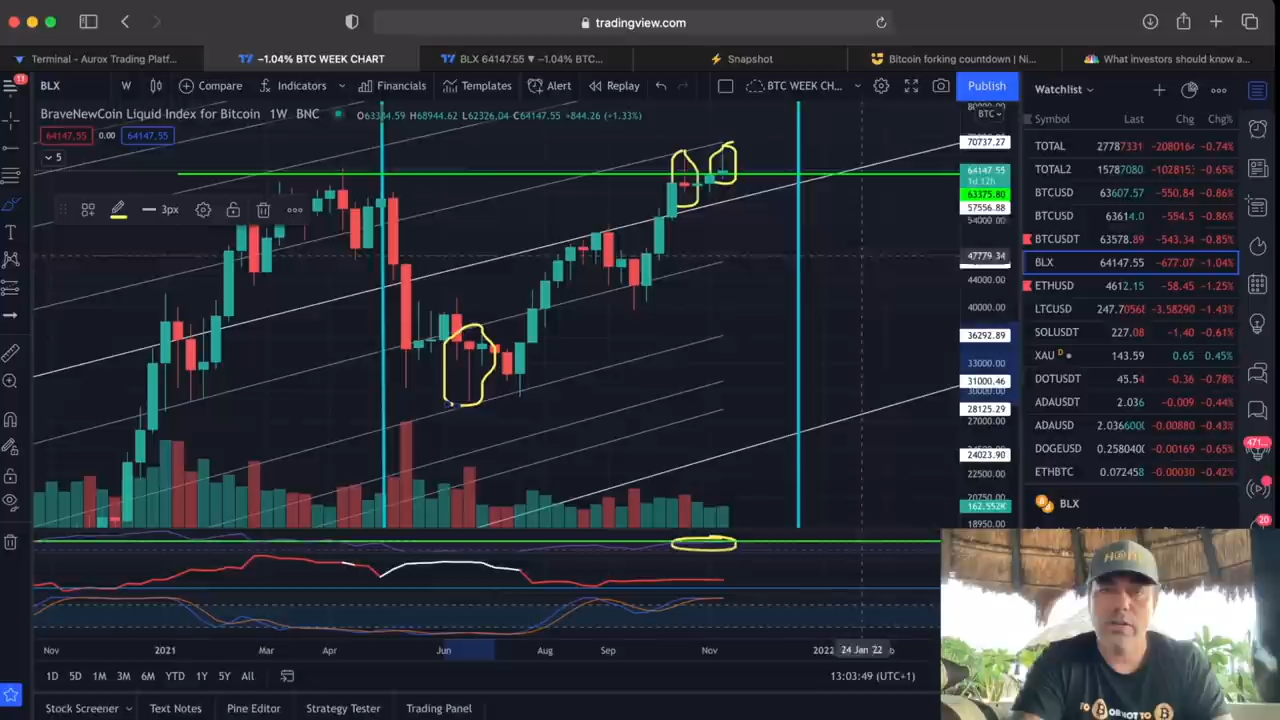 tradingview.com
Terminal - Aurox Trading Platf...
−1.04% BTC WEEK CHART
BLX 64147.55 ▼ −1.04% BTC...
Snapshot
Bitcoin forking countdown | Ni...
What investors should know a...
11
BLX
W
Compare
Indicators
Financials
Templates
Alert
Replay
BTC WEEK CH...
Publish
BraveNewCoin Liquid Index for Bitcoin 1W BNC
O63384.59 H68944.62 L62326.04 C64147.55 +844.26 (+1.33%)
64147.55 0.00 64147.55
5
3px
80000.00
BTC
70737.27
64147.55
1d 12h
63375.80
57556.88
54000.00
47779.34
44000.00
40000.00
36292.89
33000.00
31000.46
30000.00
28125.29
27000.00
24023.90
22500.00
20750.00
162.552K
18950.00
Watchlist
Symbol Last Chg Chg%
TOTAL 27787331 −0.74%
TOTAL2 15787080 −0.65%
BTCUSD 63607.57 −550.84 −0.86%
BTCUSD 63614.0 −554.5 −0.86%
BTCUSDT 63578.89 −543.34 −0.85%
BLX 64147.55 −677.07 −1.04%
ETHUSD 4612.15 −58.45 −1.25%
LTCUSD 247.7056 −3.58290 −1.43%
SOLUSDT 227.08 −1.40 −0.61%
XAU D 143.59 0.65 0.45%
DOTUSDT 45.54 −0.36 −0.78%
ADAUSDT 2.036 −0.009 −0.44%
ADAUSD 2.036600 −0.00880 −0.43%
DOGEUSD 0.258040 −0.00169 −0.65%
ETHBTC 0.072458 −0.00030 −0.42%
BLX
471
20
Nov 2021 Mar Apr Jun Aug Sep Nov 2022 24 Jan '22
1D 5D 1M 3M 6M YTD 1Y 5Y All
13:03:49 (UTC+1)
Stock Screener
Text Notes
Pine Editor
Strategy Tester
Trading Panel